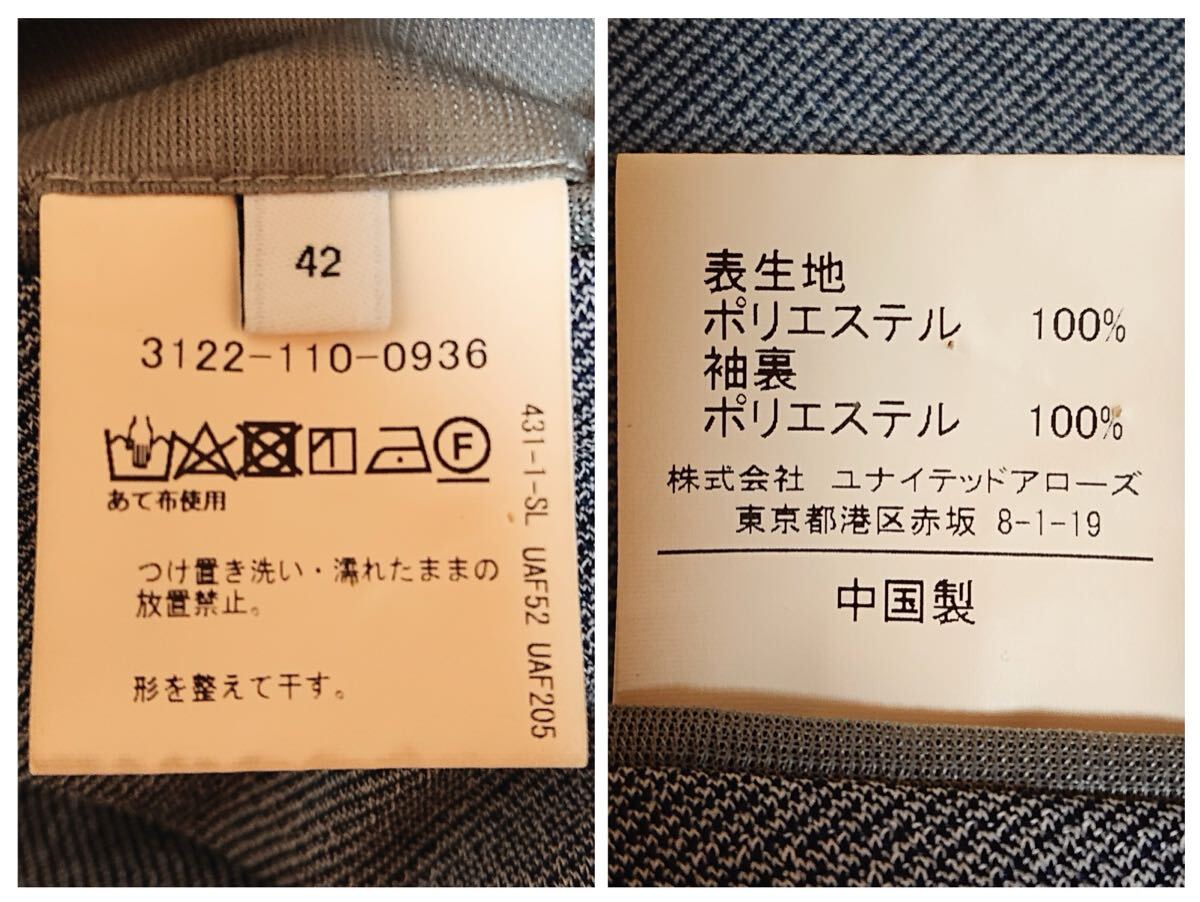 42
3122-110-0936
F
あて布使用
つけ置き洗い・濡れたままの
放置禁止。
形を整えて干す。
431-1-SL UAF52 UAF205
表生地
ポリエステル 100%
袖裏
ポリエステル 100%
株式会社 ユナイテッドアローズ
東京都港区赤坂 8-1-19
中国製